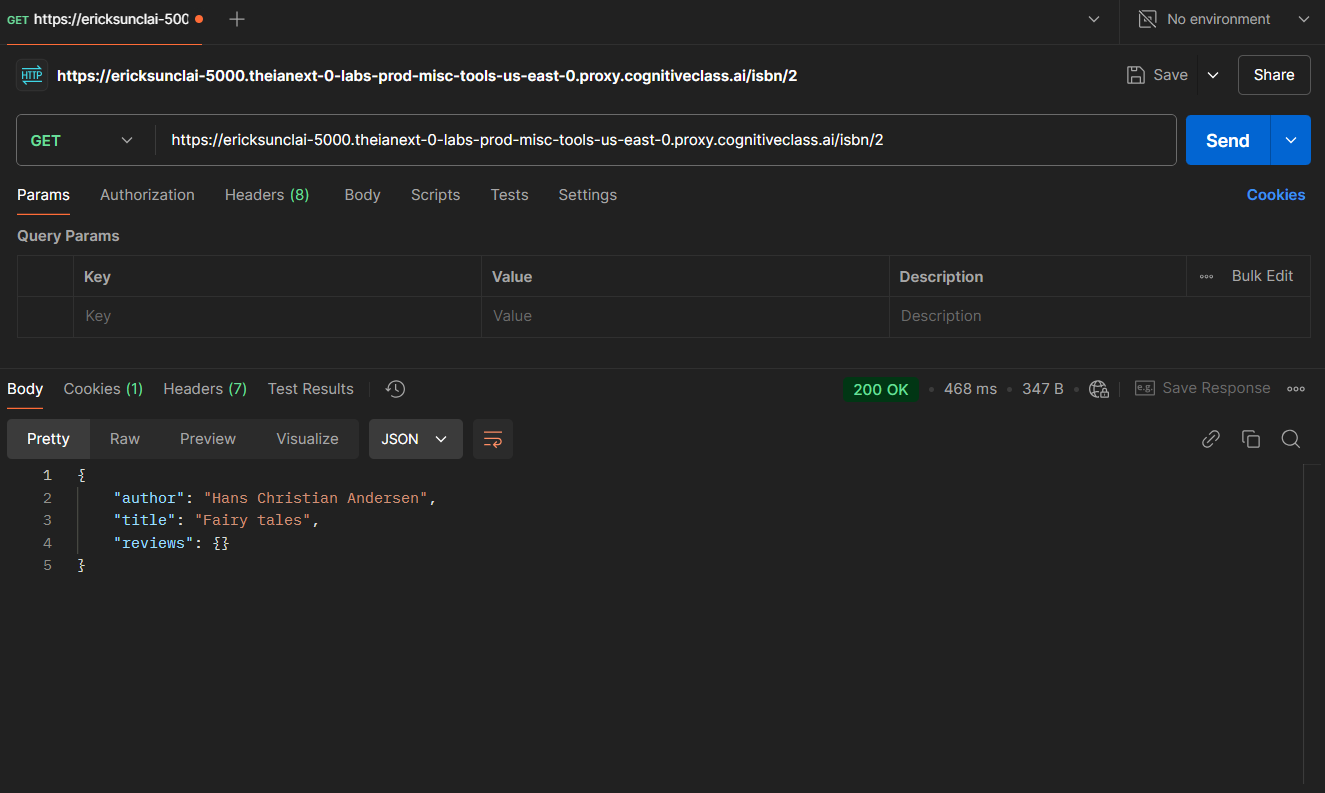 GET https://ericksunclai-500
No environment
HTTP https://ericksunclai-5000.theianext-0-labs-prod-misc-tools-us-east-0.proxy.cognitiveclass.ai/isbn/2
Save
Share
GET https://ericksunclai-5000.theianext-0-labs-prod-misc-tools-us-east-0.proxy.cognitiveclass.ai/isbn/2
Send
Params Authorization Headers (8) Body Scripts Tests Settings Cookies
Query Params
Key Value Description Bulk Edit
Key Value Description
Body Cookies (1) Headers (7) Test Results 200 OK 468 ms 347 B e.g. Save Response
Pretty Raw Preview Visualize JSON
1 {
2 "author": "Hans Christian Andersen",
3 "title": "Fairy tales",
4 "reviews": {}
5 }